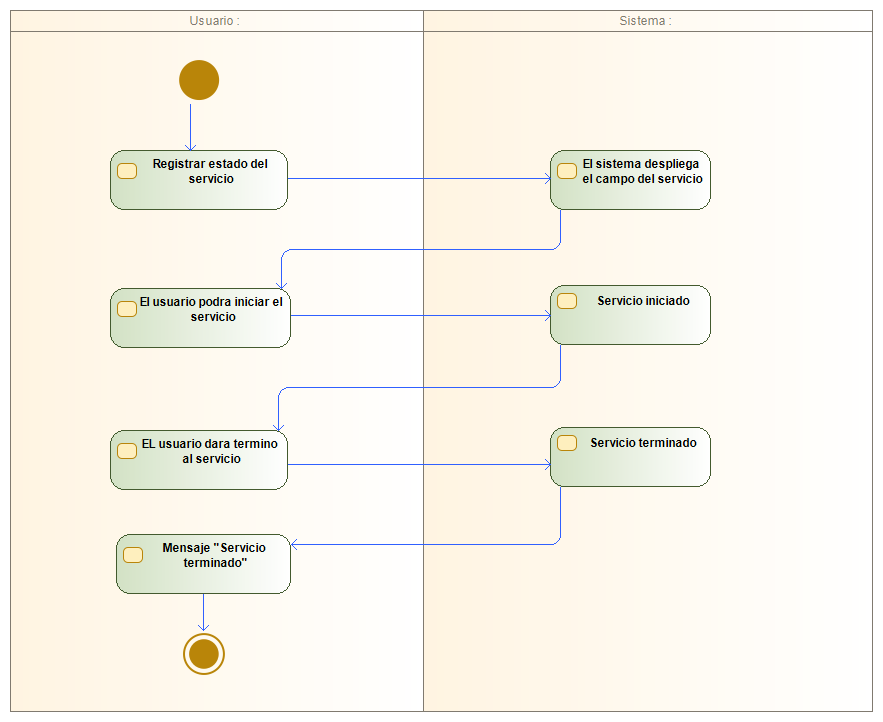 Usuario :
Sistema :
Registrar estado del
servicio
El sistema despliega
el campo del servicio
El usuario podra iniciar el
servicio
Servicio iniciado
EL usuario dara termino
al servicio
Servicio terminado
Mensaje "Servicio
terminado"